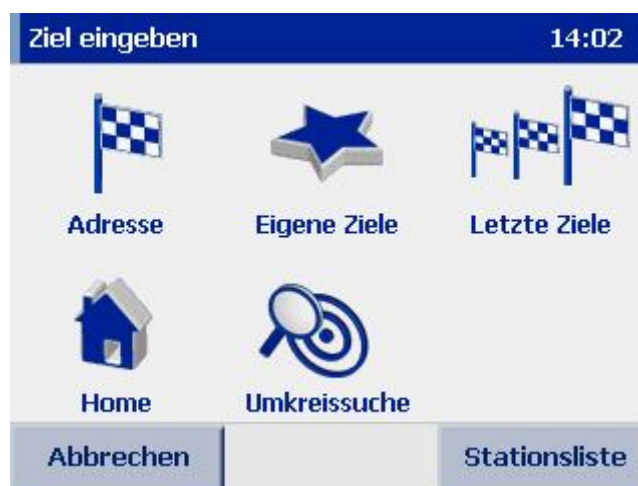 Ziel eingeben 14:02
Adresse Eigene Ziele Letzte Ziele
Home Umkreissuche
Abbrechen Stationsliste